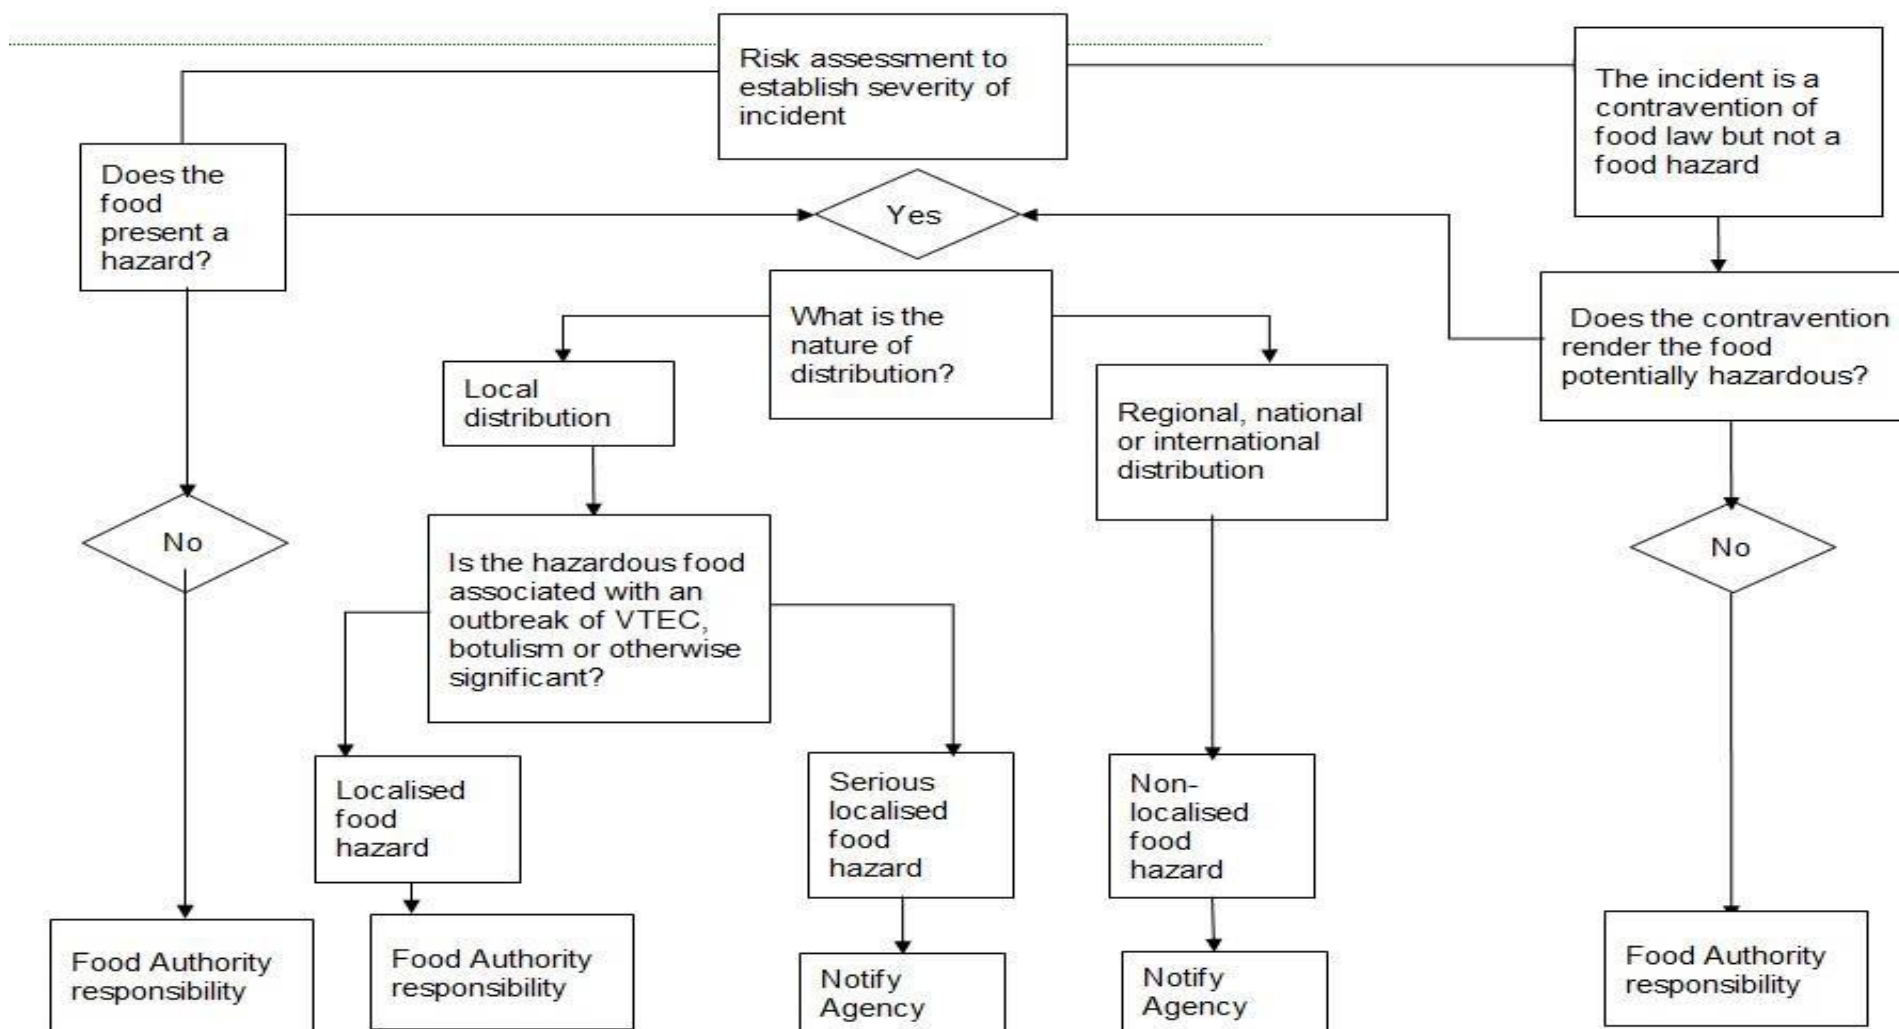 Risk assessment to
establish severity of
incident
The incident is a
contravention of
food law but not a
food hazard
Does the
food
present a
hazard?
Yes
What is the
nature of
distribution?
Does the contravention
render the food
potentially hazardous?
Local
distribution
Regional, national
or international
distribution
No
Is the hazardous food
associated with an
outbreak of VTEC,
botulism or otherwise
significant?
No
Localised
food
hazard
Serious
localised
food
hazard
Non-
localised
food
hazard
Food Authority
responsibility
Food Authority
responsibility
Notify
Agency
Notify
Agency
Food Authority
responsibility